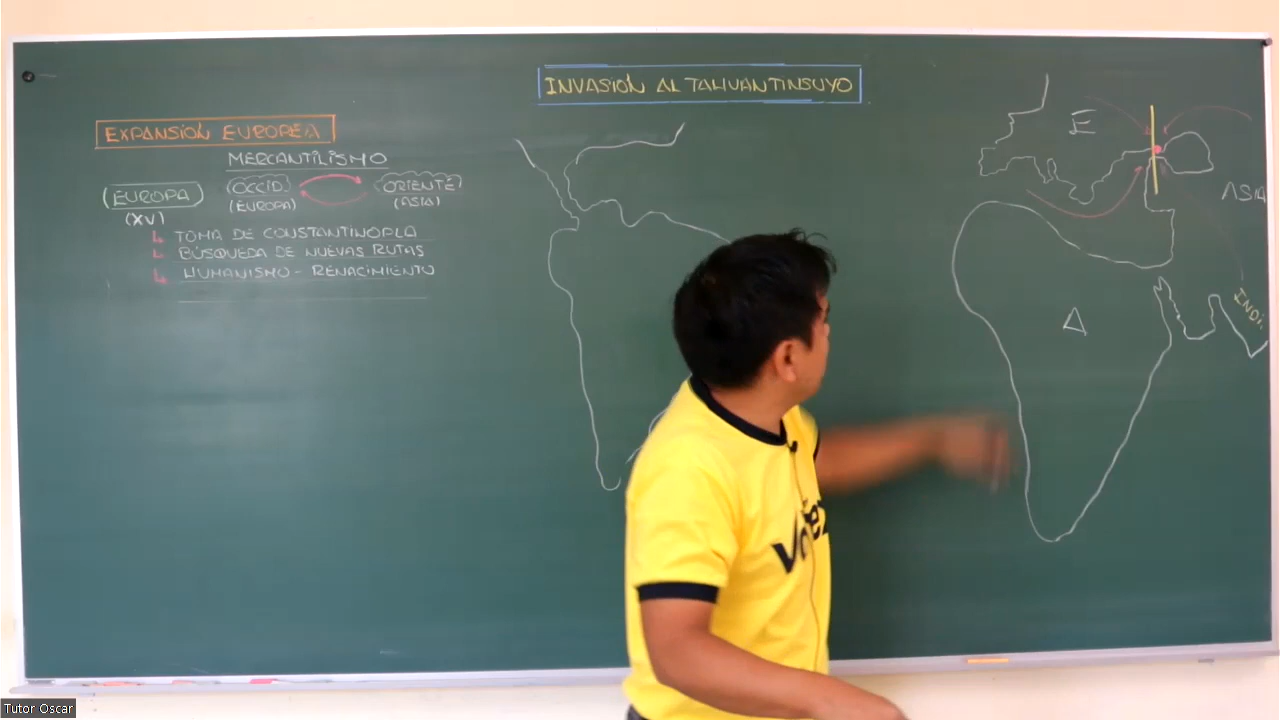 INVASIÓN AL TAHUANTINSUYO
EXPANSIÓN EUROPEA
MERCANTILISMO
EUROPA
(XV)
(OCCID.)
(EUROPA)
(ORIENTE)
(ASIA)
TOMA DE CONSTANTINOPLA
BÚSQUEDA DE NUEVAS RUTAS
HUMANISMO - RENACIMIENTO
E
ASIA
INDI
A
Tutor Oscar